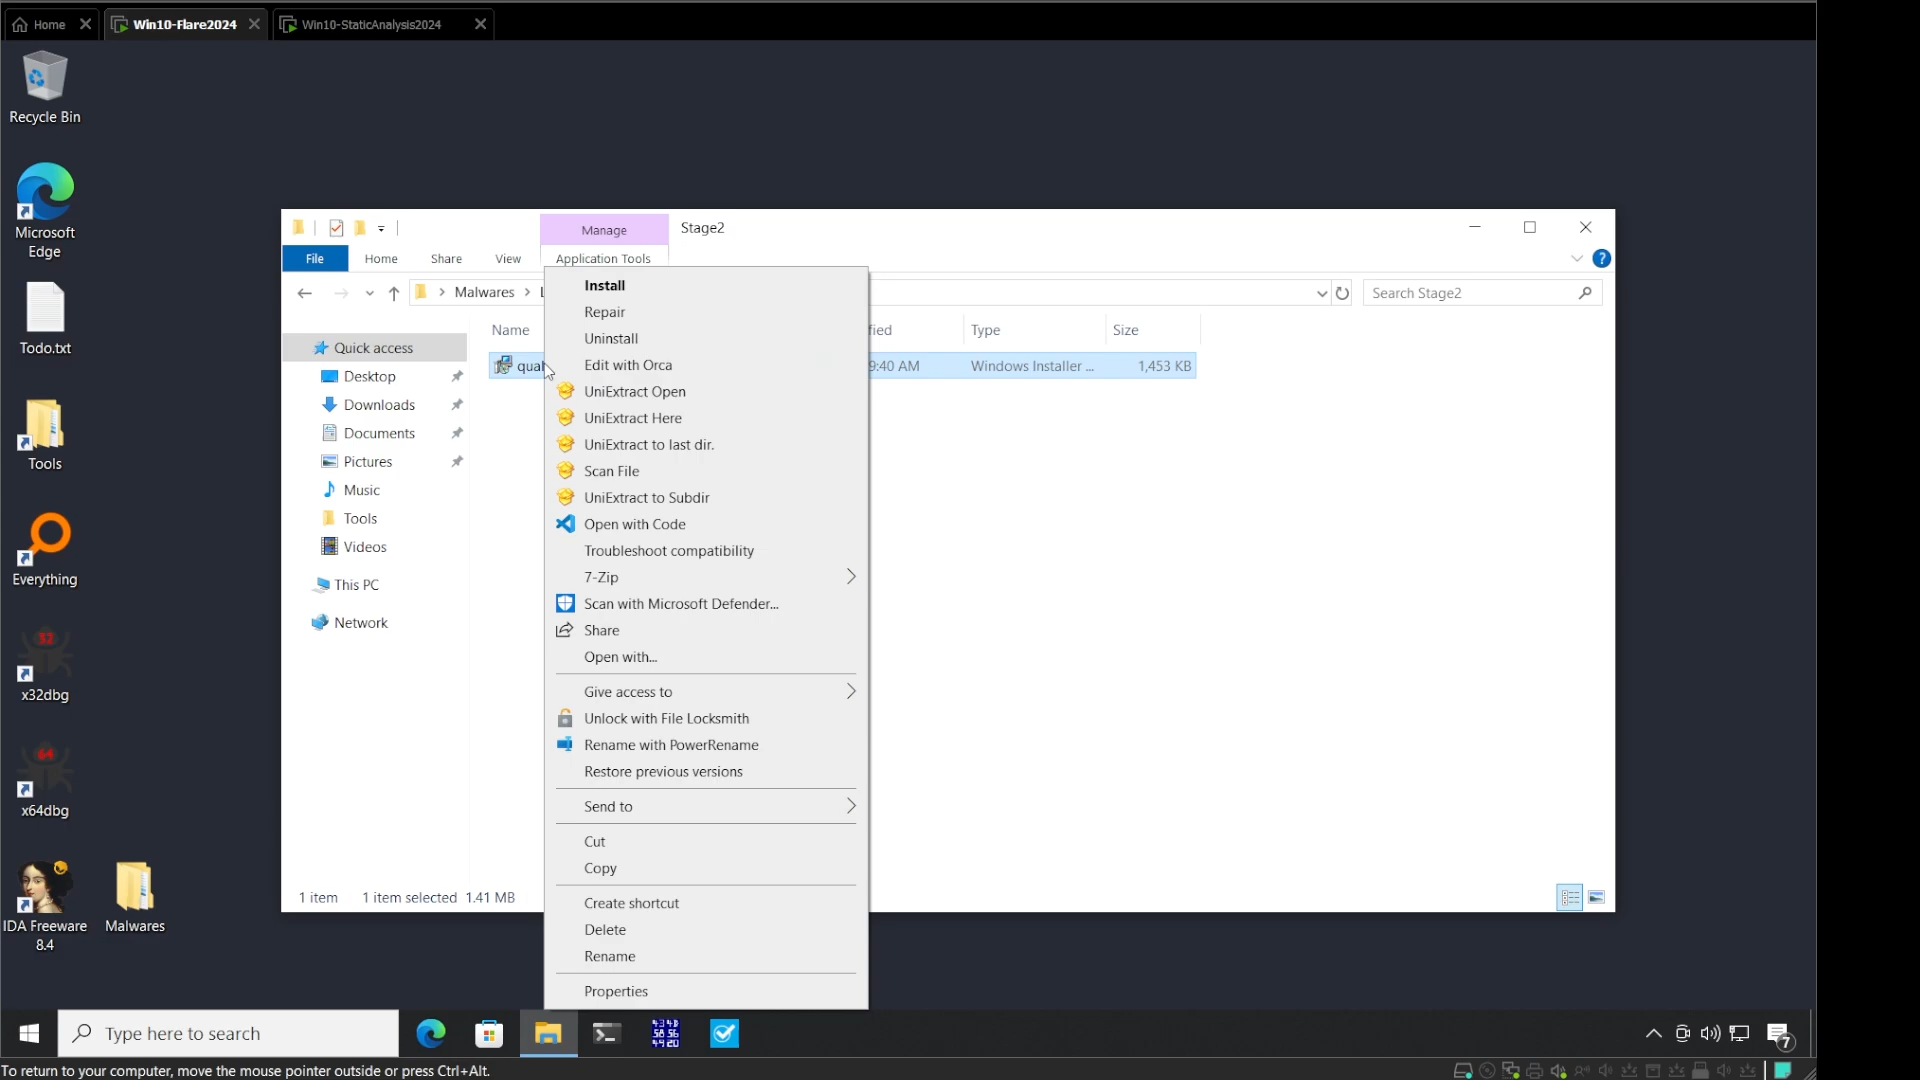 Home
Win10-Flare2024
Win10-StaticAnalysis2024
Recycle Bin
Microsoft
Edge
Todo.txt
Tools
Everything
32
x32dbg
64
x64dbg
IDA Freeware
8.4
Malwares
Manage
Stage2
File
Home
Share
View
Application Tools
Malwares
Search Stage2
Name
Type
Size
9:40 AM
Windows Installer ...
1,453 KB
Quick access
Desktop
Downloads
Documents
Pictures
Music
Tools
Videos
This PC
Network
1 item
1 item selected 1.41 MB
Install
Repair
Uninstall
Edit with Orca
UniExtract Open
UniExtract Here
UniExtract to last dir.
Scan File
UniExtract to Subdir
Open with Code
Troubleshoot compatibility
7-Zip
Scan with Microsoft Defender...
Share
Open with...
Give access to
Unlock with File Locksmith
Rename with PowerRename
Restore previous versions
Send to
Cut
Copy
Create shortcut
Delete
Rename
Properties
Type here to search
7
To return to your computer, move the mouse pointer outside or press Ctrl+Alt.